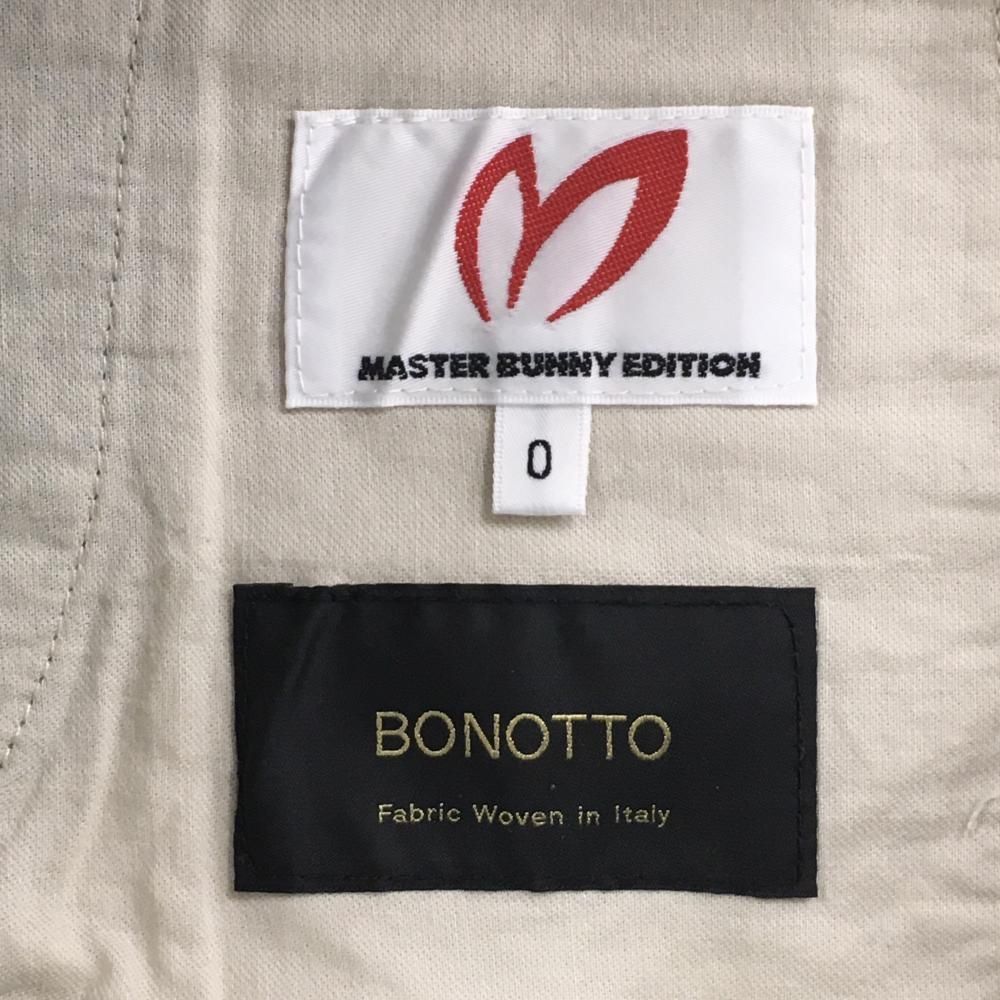 MASTER BUNNY EDITION
0
BONOTTO
Fabric Woven in Italy